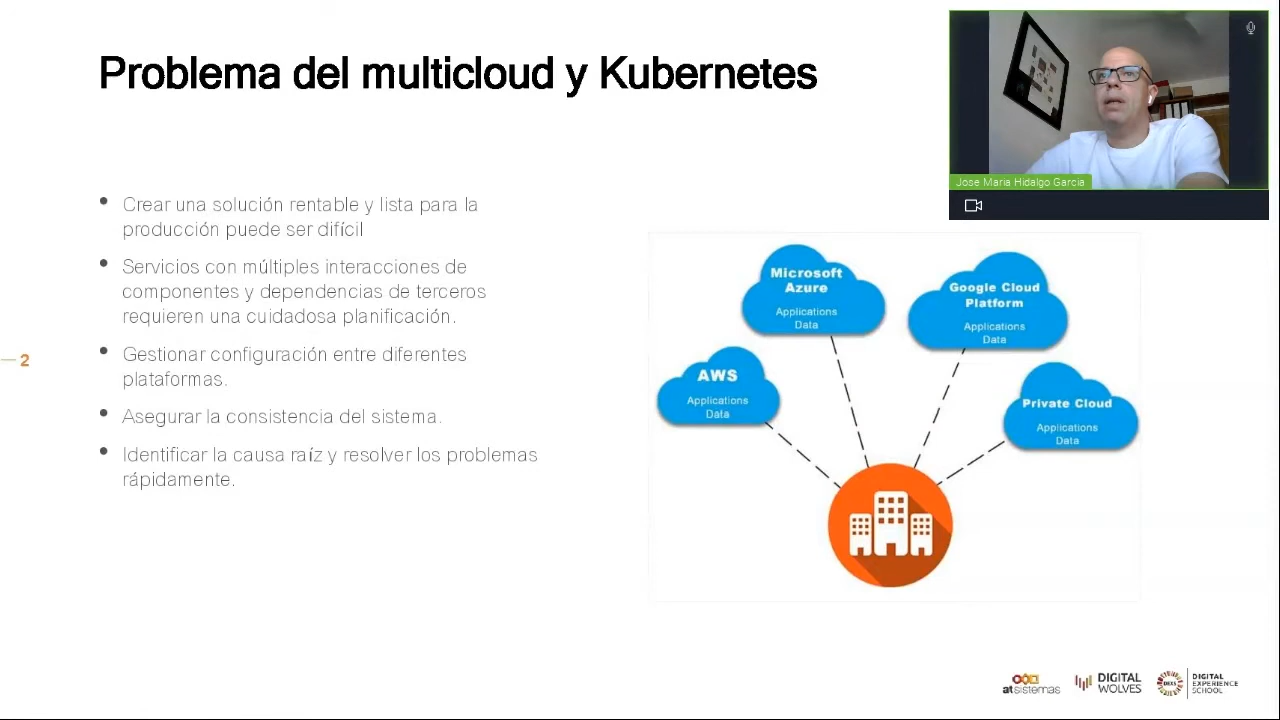 Problema del multicloud y Kubernetes
Jose Maria Hidalgo Garcia
Crear una solución rentable y lista para la
producción puede ser difícil
Servicios con múltiples interacciones de
componentes y dependencias de terceros
requieren una cuidadosa planificación.
Gestionar configuración entre diferentes
plataformas.
Asegurar la consistencia del sistema.
Identificar la causa raíz y resolver los problemas
rápidamente.
2
Microsoft
Azure
Applications
Data
Google Cloud
Platform
Applications
Data
AWS
Applications
Data
Private Cloud
Applications
Data
atsistemas
DIGITAL
WOLVES
DEXS
DIGITAL
EXPERIENCE
SCHOOL